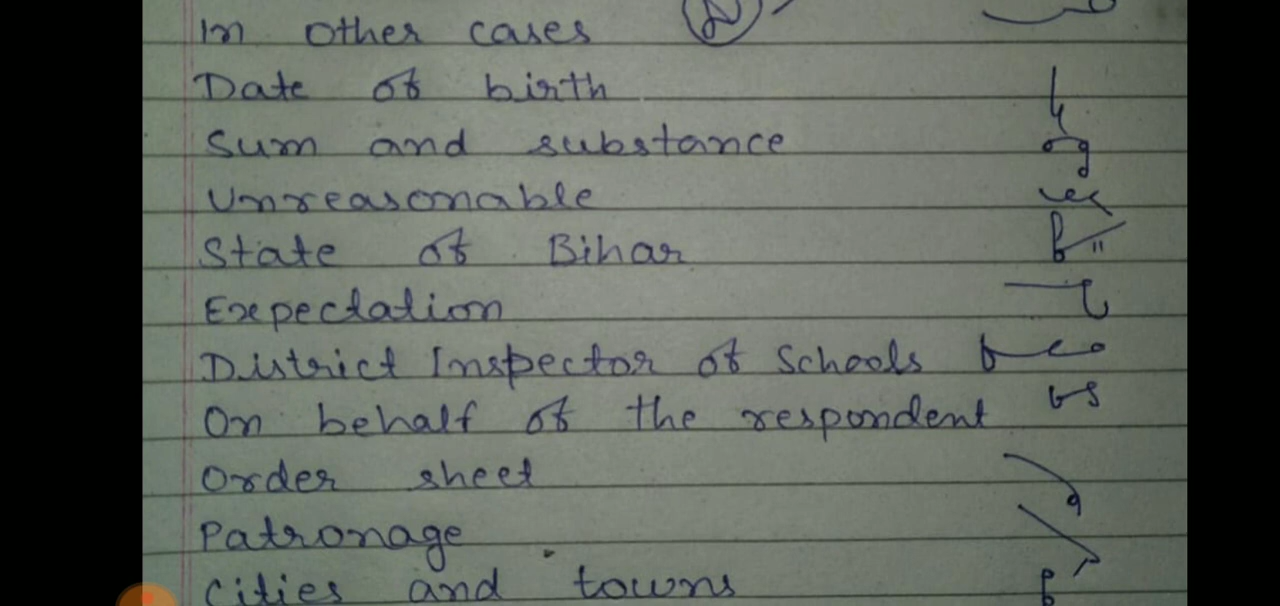 In other cases
Date of birth
Sum and substance
Unreasonable
State of Bihar
Exepectation
District Inspector of Schools
On behalf of the respondent
Order sheet
Patronage
Cities and towns